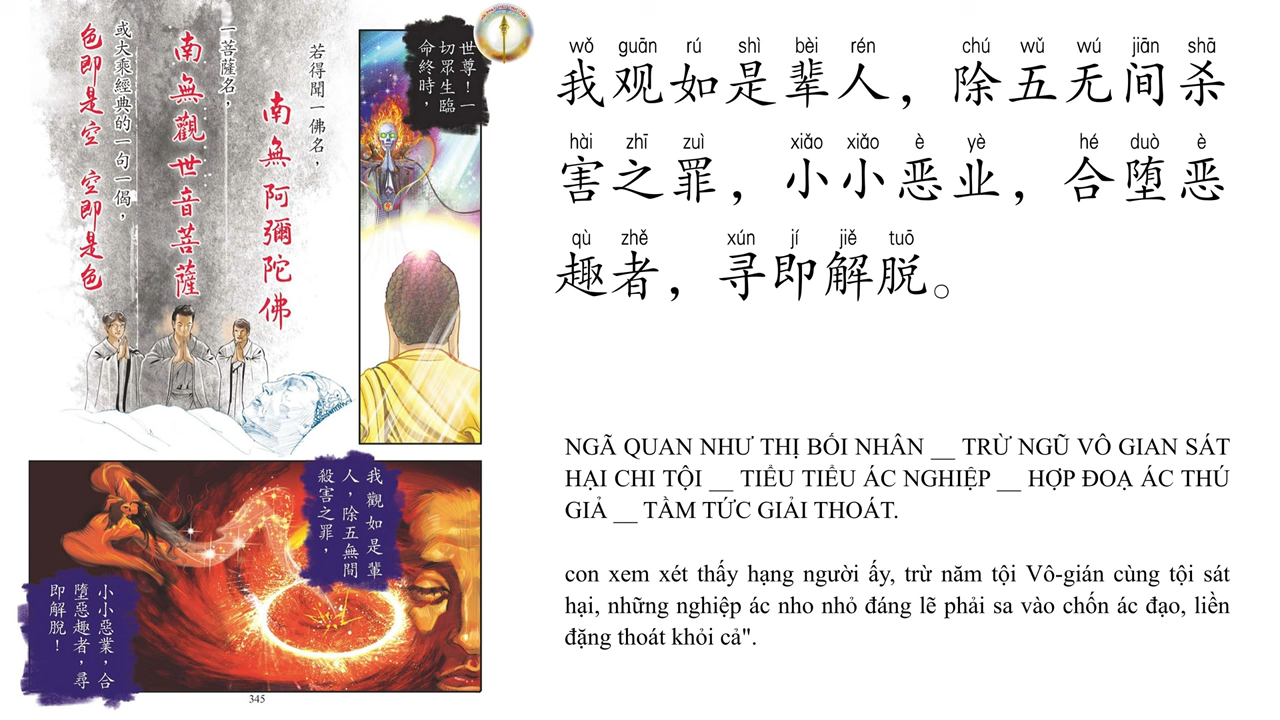 世尊！一
切眾生臨
命終時，
若得聞一佛名，
南無阿彌陀佛
一菩薩名，
南無觀世音菩薩
或大乘經典的一句一偈，
色即是空 空即是色
我觀如是輩
人，除五無間
殺害之罪，
小小惡業，合
墮惡趣者，尋
即解脫！
345
wǒ guān rú shì bèi rén chú wǔ wú jiān shā
我观如是辈人，除五无间杀
hài zhī zuì xiǎo xiǎo è yè hé duò è
害之罪，小小恶业，合堕恶
qù zhě xún jí jiě tuō
趣者，寻即解脱。
NGÃ QUAN NHƯ THỊ BỐI NHÂN __ TRỪ NGŨ VÔ GIAN SÁT
HẠI CHI TỘI __ TIỂU TIỂU ÁC NGHIỆP __ HỢP ĐOẠ ÁC THÚ
GIẢ __ TẦM TỨC GIẢI THOÁT.
con xem xét thấy hạng người ấy, trừ năm tội Vô-gián cùng tội sát
hại, những nghiệp ác nho nhỏ đáng lẽ phải sa vào chốn ác đạo, liền
đặng thoát khỏi cả".